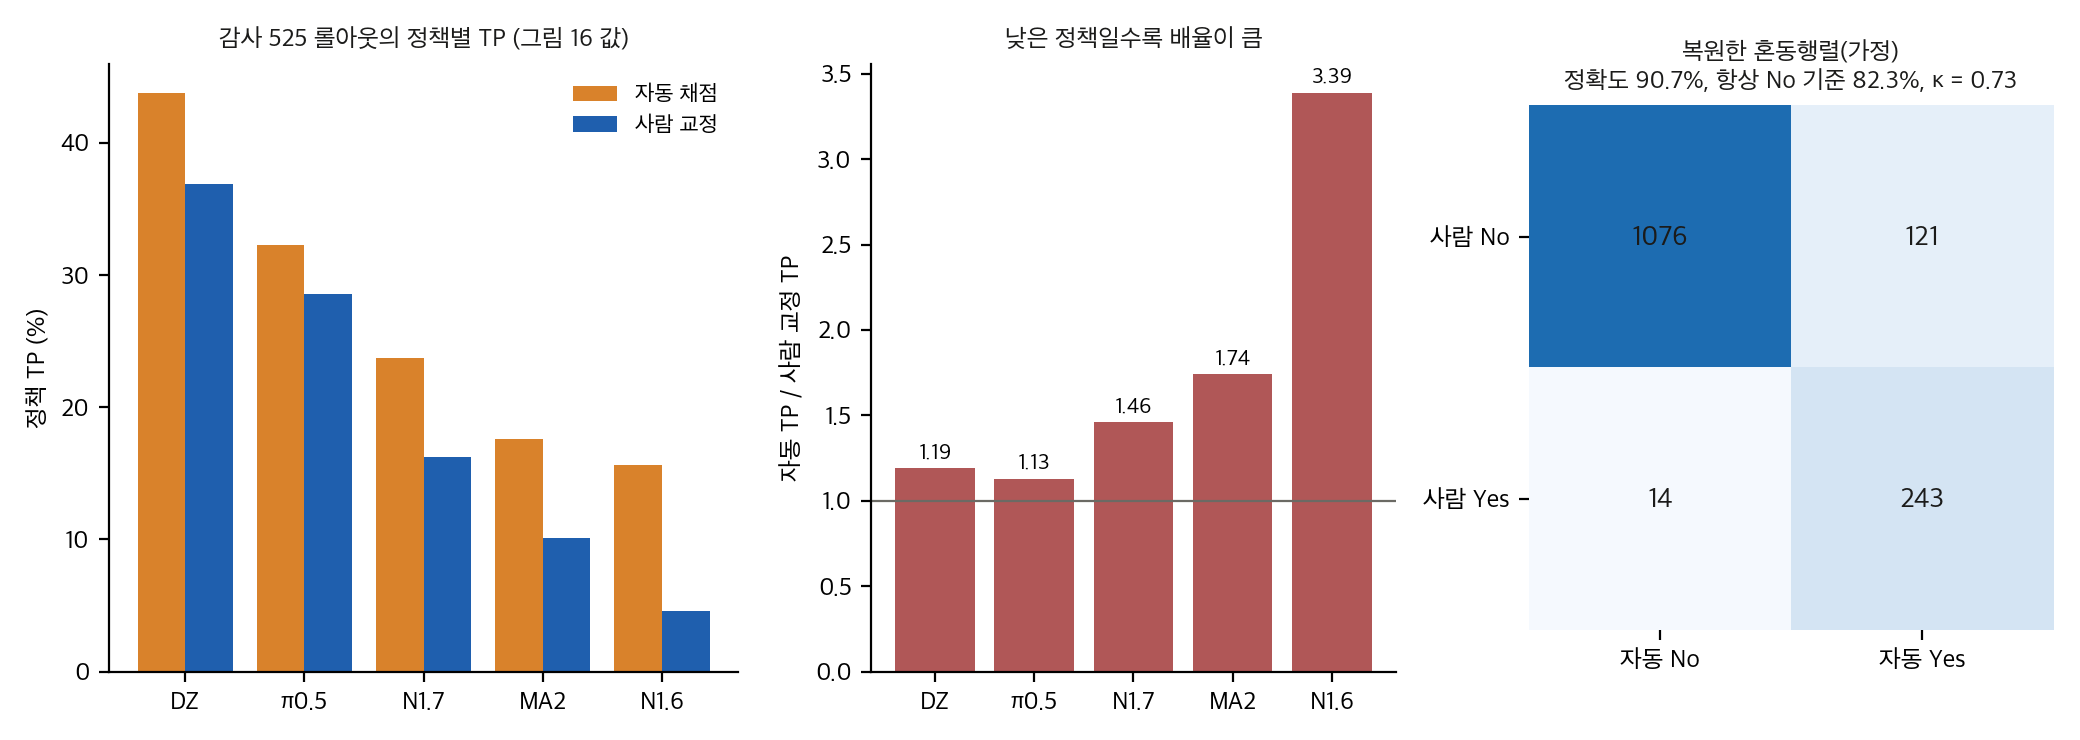 감사 525 롤아웃의 정책별 TP (그림 16 값)
자동 채점
사람 교정
정책 TP (%)
40
30
20
10
0
DZ
π0.5
N1.7
MA2
N1.6
낮은 정책일수록 배율이 큼
자동 TP / 사람 교정 TP
3.5
3.0
2.5
2.0
1.5
1.0
0.5
0.0
1.19
1.13
1.46
1.74
3.39
DZ
π0.5
N1.7
MA2
N1.6
복원한 혼동행렬(가정)
정확도 90.7%, 항상 No 기준 82.3%, κ = 0.73
사람 No
1076
121
사람 Yes
14
243
자동 No
자동 Yes